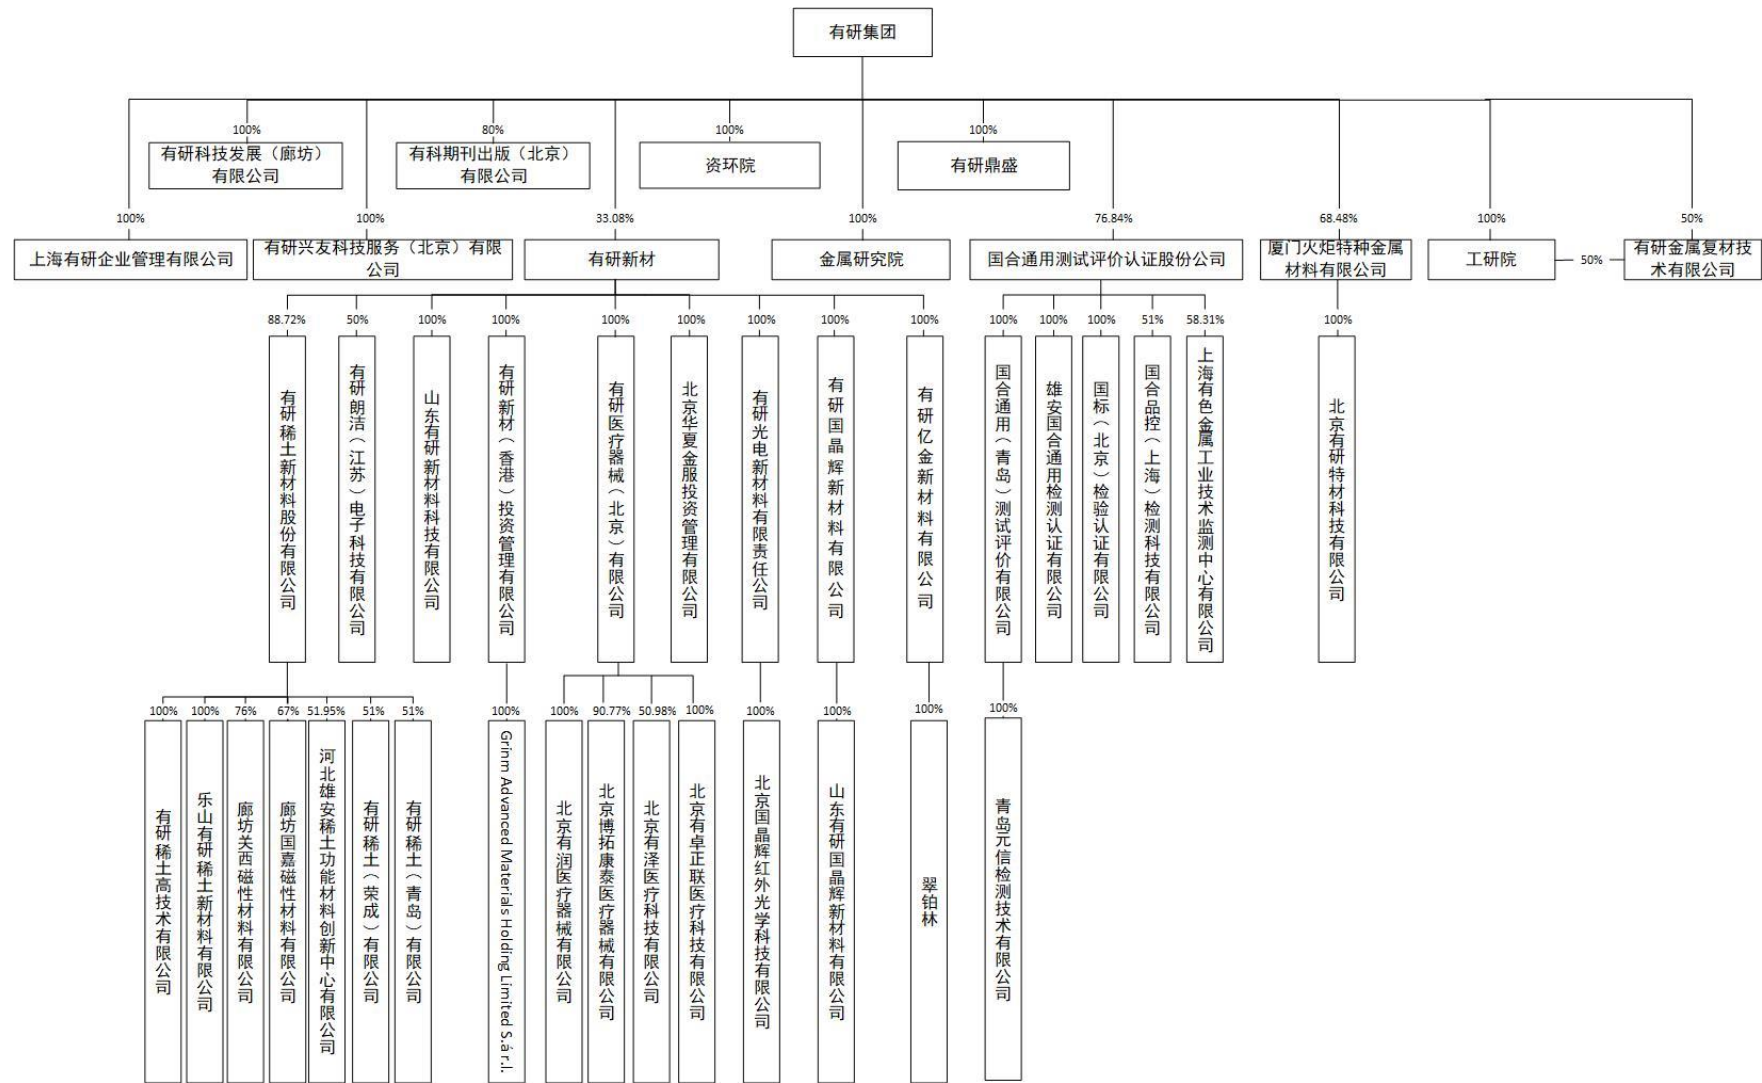 有研集团
100%
80%
100%
100%
有研科技发展（廊坊）
有限公司
有科期刊出版（北京）
有限公司
资环院
有研鼎盛
100%
100%
33.08%
100%
76.84%
68.48%
100%
50%
上海有研企业管理有限公司
有研兴友科技服务（北京）有限
公司
有研新材
金属研究院
国合通用测试评价认证股份公司
厦门火炬特种金属
材料有限公司
工研院
50%
有研金属复材技
术有限公司
88.72%
50%
100%
100%
100%
100%
100%
100%
100%
100%
100%
100%
51%
58.31%
100%
有研稀土新材料股份有限公司
有研朗洁（江苏）电子科技有限公司
山东有研新材料科技有限公司
有研新材（香港）投资管理有限公司
有研医疗器械（北京）有限公司
北京华夏金服投资管理有限公司
有研光电新材料有限责任公司
有研国晶辉新材料有限公司
有研亿金新材料有限公司
国合通用（青岛）测试评价有限公司
雄安国合通用检测认证有限公司
国标（北京）检验认证有限公司
国合品控（上海）检测科技有限公司
上海有色金属工业技术监测中心有限公司
北京有研特材科技有限公司
100%
100%
76%
67%
51.95%
51%
51%
100%
100%
90.77%
50.98%
100%
100%
100%
100%
100%
有研稀土高技术有限公司
乐山有研稀土新材料有限公司
廊坊关西磁性材料有限公司
廊坊国嘉磁性材料有限公司
河北雄安稀土功能材料创新中心有限公司
有研稀土（荣成）有限公司
有研稀土（青岛）有限公司
Grinm Advanced Materials Holding Limited S.á r.l.
北京有润医疗器械有限公司
北京博拓康泰医疗器械有限公司
北京有泽医疗科技有限公司
北京有卓正联医疗科技有限公司
北京国晶辉红外光学科技有限公司
山东有研国晶辉新材料有限公司
翠铂林
青岛元信检测技术有限公司